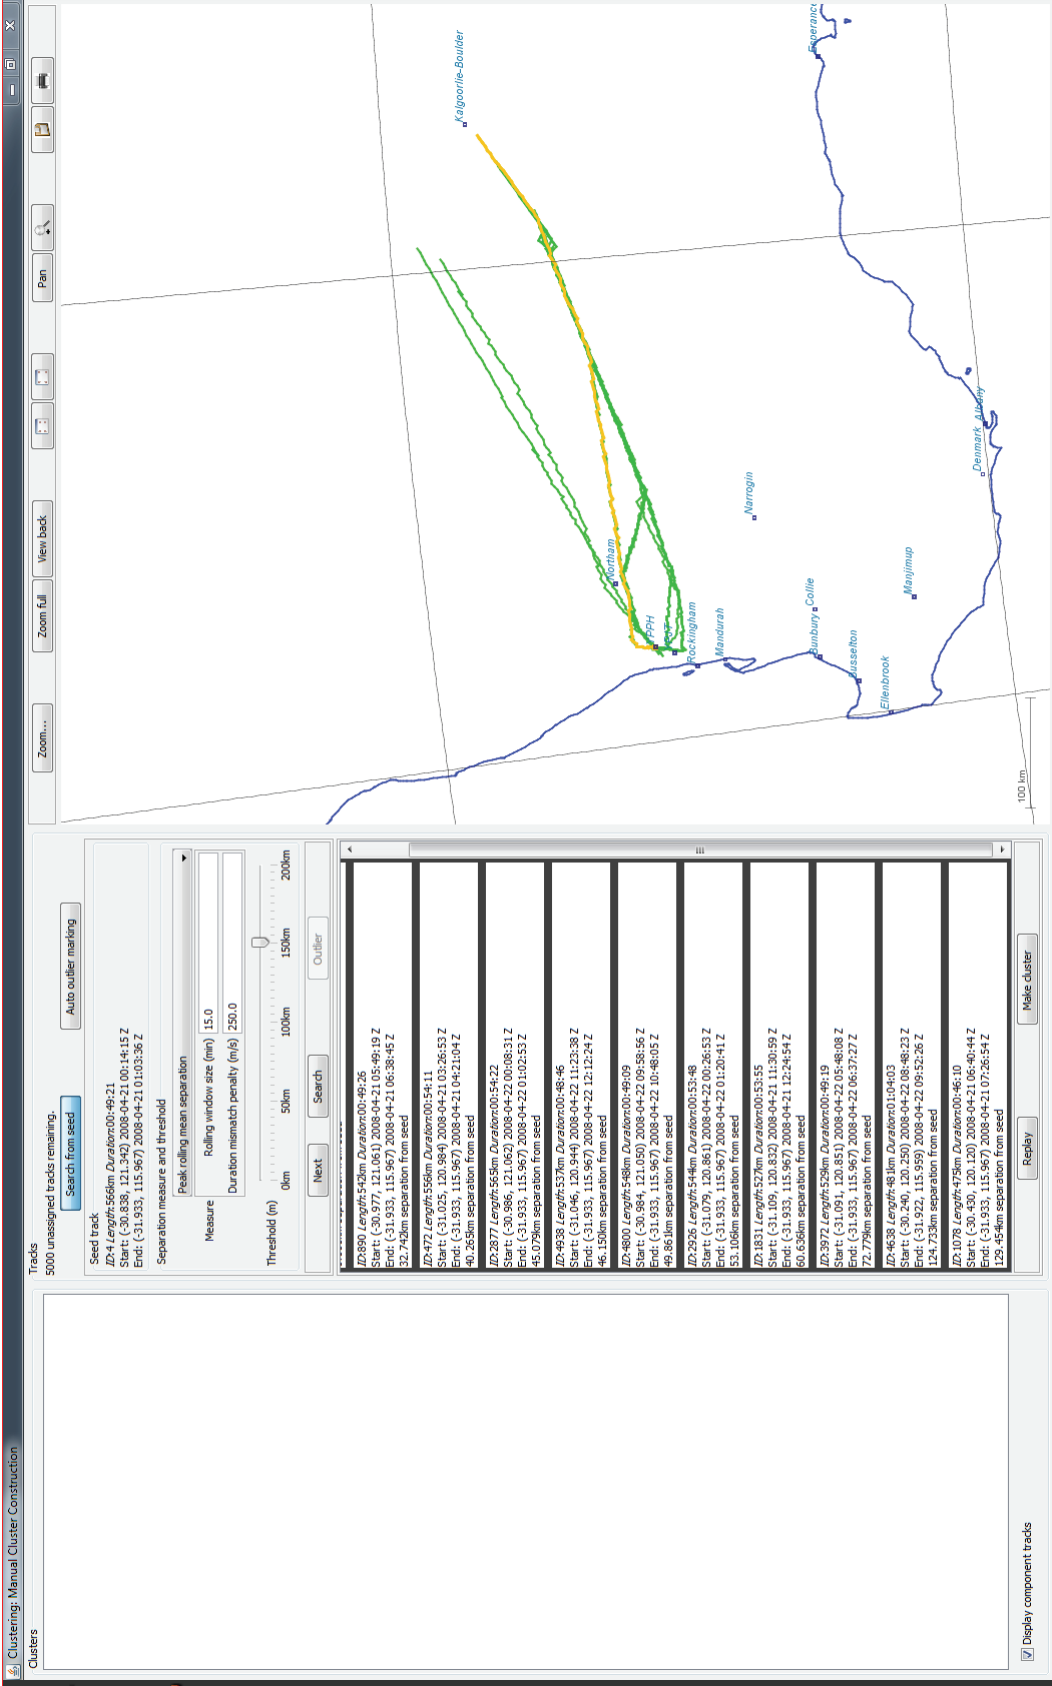 Clustering: Manual Cluster Construction
Clusters
Display component tracks
Tracks
5000 unassigned tracks remaining.
Search from seed
Auto outlier marking
Seed track
ID:4 Length:566km Duration:00:49:21
Start: (-30.838, 121.342) 2008-04-21 00:14:15 Z
End: (-31.933, 115.967) 2008-04-21 01:03:36 Z
Separation measure and threshold
Peak rolling mean separation
Measure
Rolling window size (min) 15.0
Duration mismatch penalty (m/s) 250.0
Threshold (m)
0km 50km 100km 150km 200km
Next Search Outlier
ID:890 Length:542km Duration:00:49:26
Start: (-30.977, 121.061) 2008-04-21 05:49:19 Z
End: (-31.933, 115.967) 2008-04-21 06:38:45 Z
32.742km separation from seed
ID:472 Length:556km Duration:00:54:11
Start: (-31.025, 120.984) 2008-04-21 03:26:53 Z
End: (-31.933, 115.967) 2008-04-21 04:21:04 Z
40.265km separation from seed
ID:2877 Length:565km Duration:00:54:22
Start: (-30.986, 121.062) 2008-04-22 00:08:31 Z
End: (-31.933, 115.967) 2008-04-22 01:02:53 Z
45.079km separation from seed
ID:4938 Length:537km Duration:00:48:46
Start: (-31.046, 120.944) 2008-04-22 11:23:38 Z
End: (-31.933, 115.967) 2008-04-22 12:12:24 Z
46.150km separation from seed
ID:4800 Length:548km Duration:00:49:09
Start: (-30.984, 121.050) 2008-04-22 09:58:56 Z
End: (-31.933, 115.967) 2008-04-22 10:48:05 Z
49.861km separation from seed
ID:2926 Length:544km Duration:00:53:48
Start: (-31.079, 120.861) 2008-04-22 00:26:53 Z
End: (-31.933, 115.967) 2008-04-22 01:20:41 Z
53.106km separation from seed
ID:1831 Length:527km Duration:00:53:55
Start: (-31.109, 120.832) 2008-04-21 11:30:59 Z
End: (-31.933, 115.967) 2008-04-21 12:24:54 Z
60.636km separation from seed
ID:3972 Length:529km Duration:00:49:19
Start: (-31.091, 120.851) 2008-04-22 05:48:08 Z
End: (-31.933, 115.967) 2008-04-22 06:37:27 Z
72.779km separation from seed
ID:4638 Length:481km Duration:01:04:03
Start: (-30.240, 120.250) 2008-04-22 08:48:23 Z
End: (-31.922, 115.959) 2008-04-22 09:52:26 Z
124.733km separation from seed
ID:1078 Length:475km Duration:00:46:10
Start: (-30.430, 120.120) 2008-04-21 06:40:44 Z
End: (-31.933, 115.967) 2008-04-21 07:26:54 Z
129.454km separation from seed
Replay Make cluster
Zoom... Zoom full View back Pan
Kalgoorlie-Boulder
Esperance
Northam
PPH
Rockingham
Mandurah
Narrogin
Bunbury Collie
Busselton
Manjimup
Ellenbrook
Denmark Albany
100 km